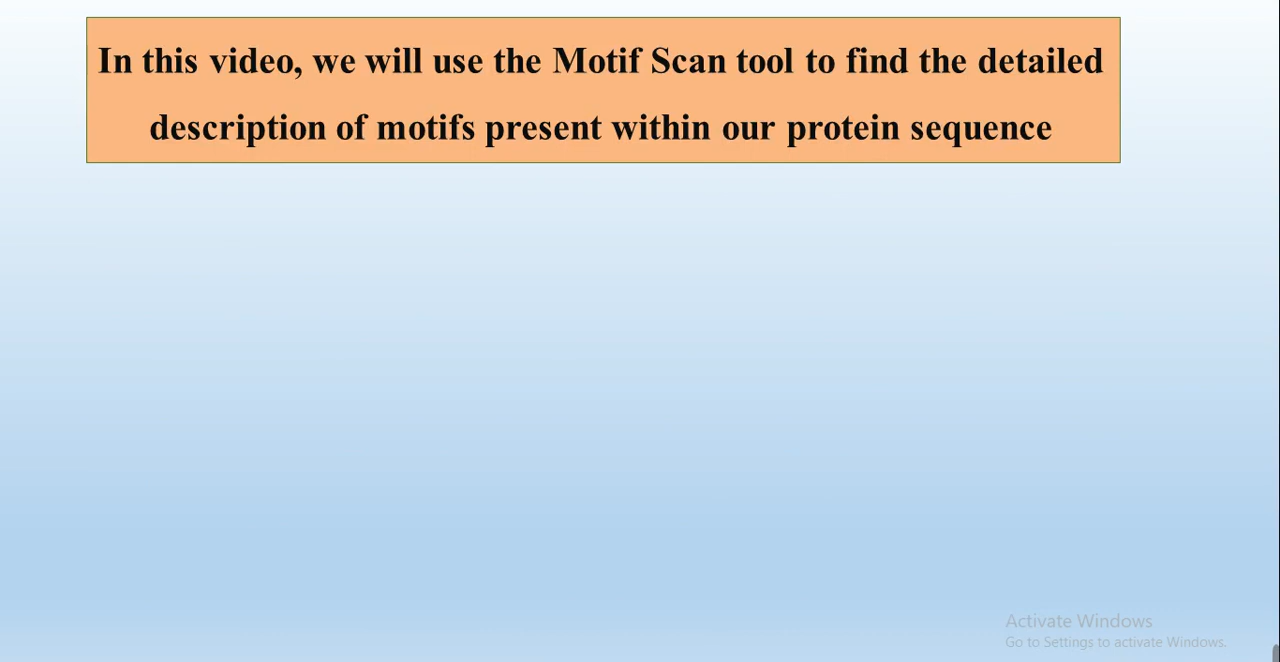 In this video, we will use the Motif Scan tool to find the detailed
description of motifs present within our protein sequence
Activate Windows
Go to Settings to activate Windows.